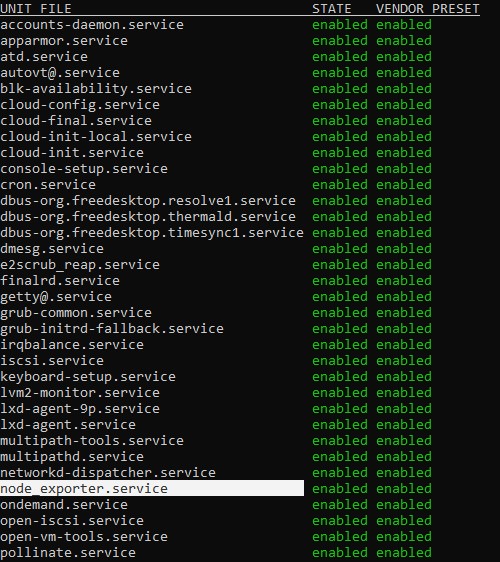 UNIT FILE STATE VENDOR PRESET
accounts-daemon.service enabled enabled
apparmor.service enabled enabled
atd.service enabled enabled
autovt@.service enabled enabled
blk-availability.service enabled enabled
cloud-config.service enabled enabled
cloud-final.service enabled enabled
cloud-init-local.service enabled enabled
cloud-init.service enabled enabled
console-setup.service enabled enabled
cron.service enabled enabled
dbus-org.freedesktop.resolve1.service enabled enabled
dbus-org.freedesktop.thermald.service enabled enabled
dbus-org.freedesktop.timesync1.service enabled enabled
dmesg.service enabled enabled
e2scrub_reap.service enabled enabled
finalrd.service enabled enabled
getty@.service enabled enabled
grub-common.service enabled enabled
grub-initrd-fallback.service enabled enabled
irqbalance.service enabled enabled
iscsi.service enabled enabled
keyboard-setup.service enabled enabled
lvm2-monitor.service enabled enabled
lxd-agent-9p.service enabled enabled
lxd-agent.service enabled enabled
multipath-tools.service enabled enabled
multipathd.service enabled enabled
networkd-dispatcher.service enabled enabled
node_exporter.service enabled enabled
ondemand.service enabled enabled
open-iscsi.service enabled enabled
open-vm-tools.service enabled enabled
pollinate.service enabled enabled